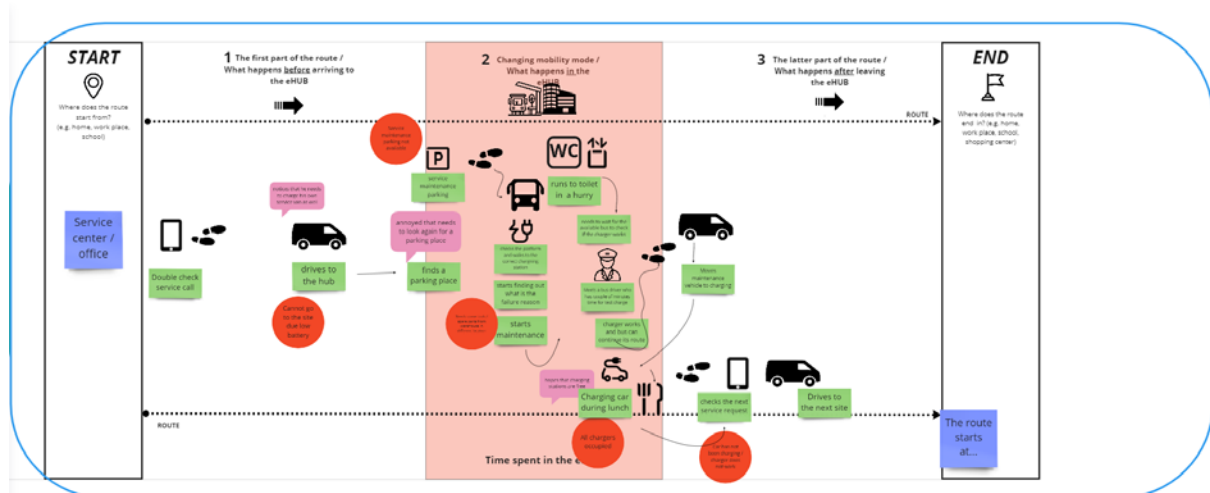 START
Where does the route
start from?
(e.g. home, work place,
school)
1 The first part of the route /
What happens before arriving to
the eHUB
2 Changing mobility mode /
What happens in the
eHUB
3 The latter part of the route /
What happens after leaving
the eHUB
END
Where does the route
end in? (e.g. home,
work place, school,
shopping center)
ROUTE
Service
maintenance
parking not
available
P
WC
service
maintenance
parking
runs to toilet
in a hurry
Service
center /
office
annoyed that needs
to look again for a
parking place
Double check
service call
drives to
the hub
finds a
parking place
Cannot go
to the site
due low
battery
starts finding out
what is the
failure reason
starts
maintenance
charger works
and bus can
continue to route
Moves
maintenance
vehicle to charging
Charging car
during lunch
checks the next
service request
Drives to
the next site
All chargers
occupied
ROUTE
Time spent in the e
The route
starts
at...